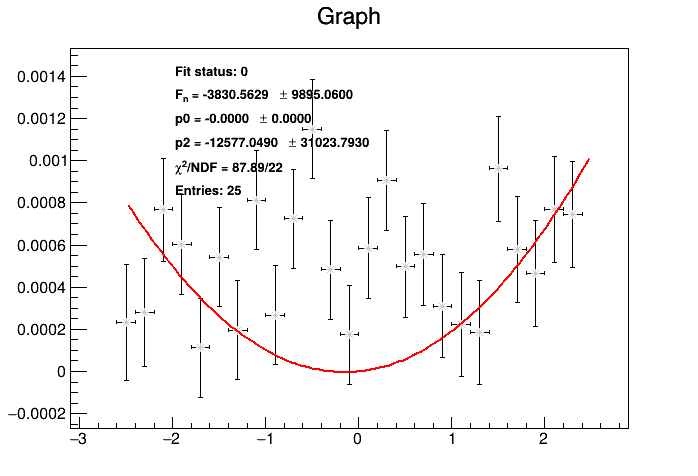 Graph
Fit status: 0
Fn = -3830.5629 ± 9895.0600
p0 = -0.0000 ± 0.0000
p2 = -12577.0490 ± 31023.7930
χ²/NDF = 87.89/22
Entries: 25
0.0014
0.0012
0.001
0.0008
0.0006
0.0004
0.0002
0
−0.0002
−3 −2 −1 0 1 2